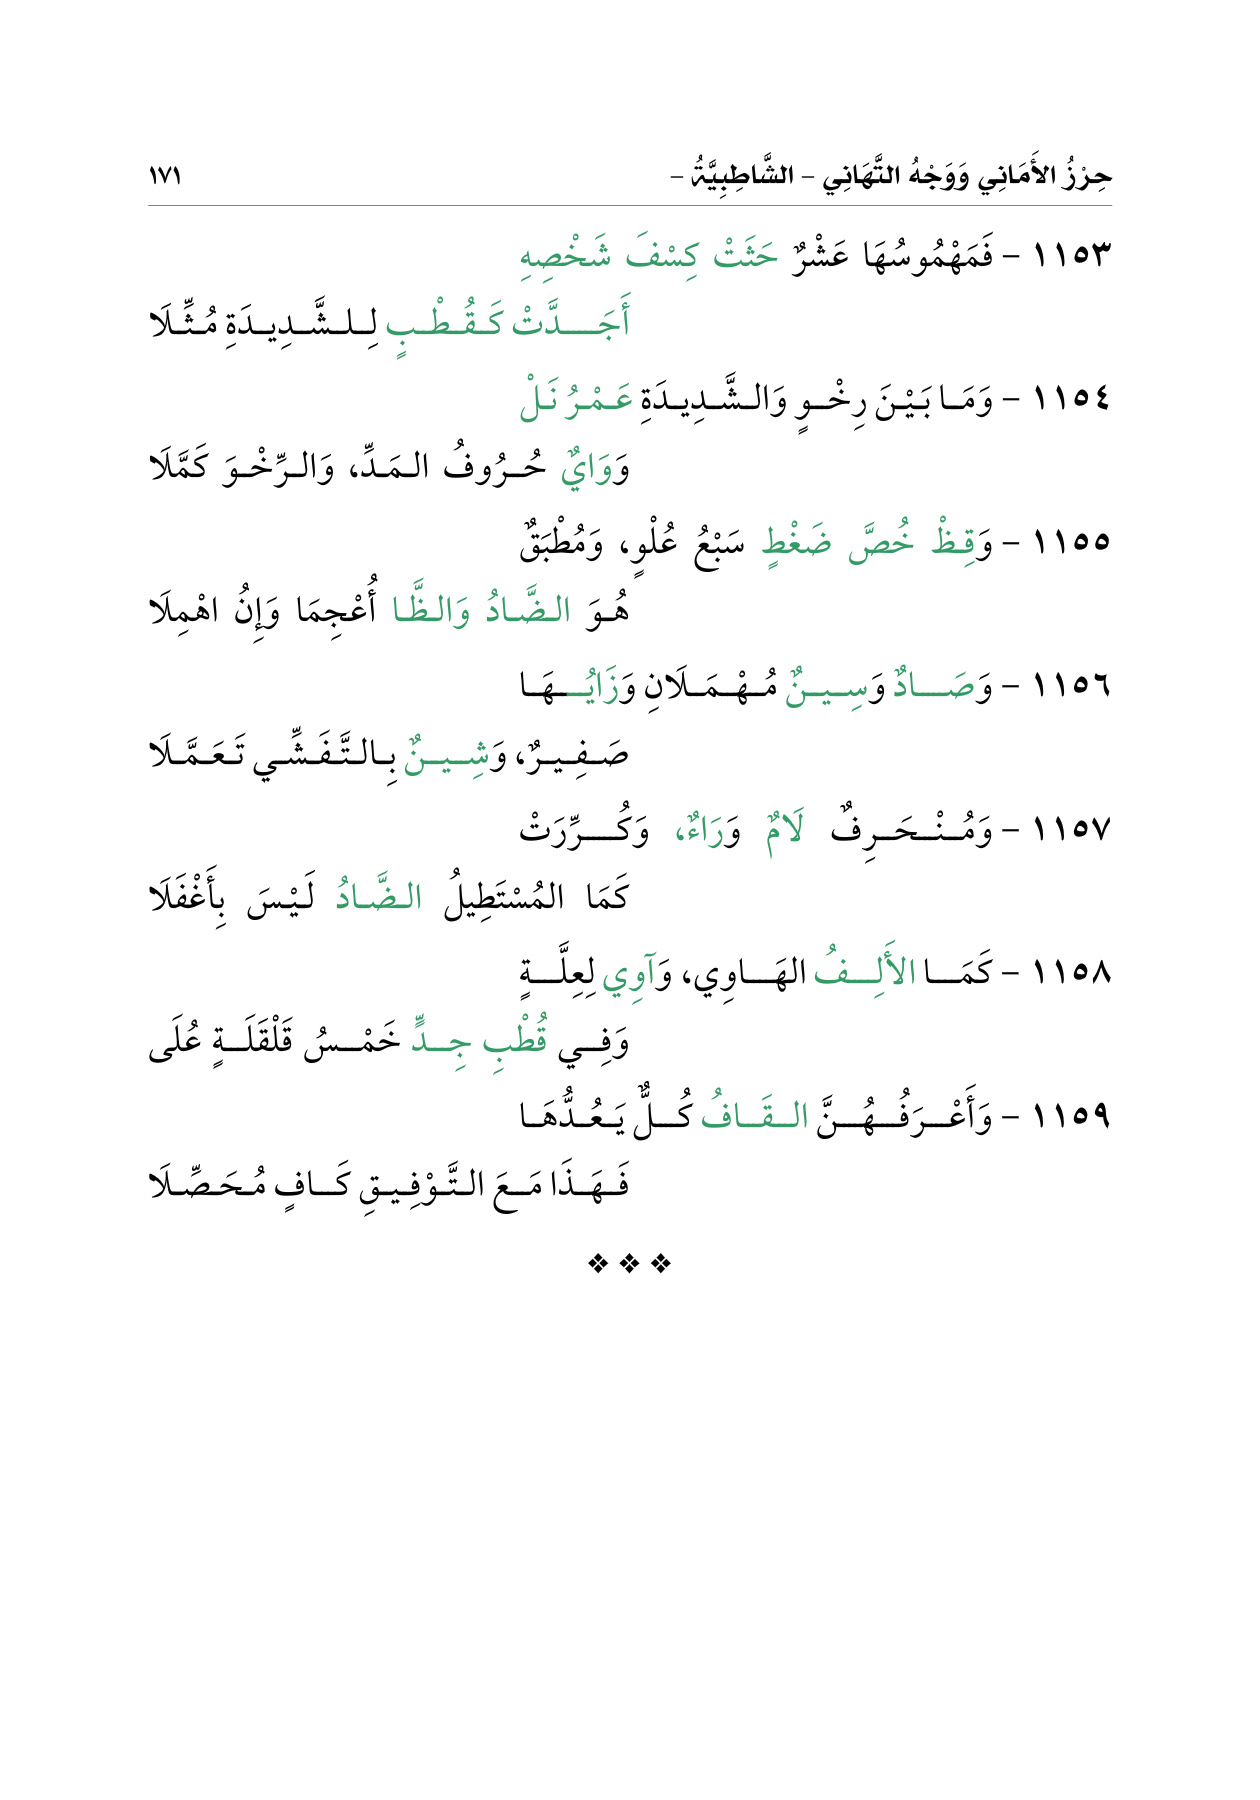 حِرْزُ الأَمَانِي وَوَجْهُ التَّهَانِي – الشَّاطِبِيَّةُ – ١٧١
١١٥٣ – فَمَهْمُوسُهَا عَشْرٌ حَثَتْ كِسْفَ شَخْصِهِ
أَجَدَّتْ كَقُطْبٍ لِلشَّدِيدَةِ مُثِّلَا
١١٥٤ – وَمَا بَيْنَ رِخْوٍ وَالشَّدِيدَةِ عَمْرُ نَلْ
وَوَايٌ حُرُوفُ المَدِّ، وَالرِّخْوَ كَمَّلَا
١١٥٥ – وَقِظْ خُصَّ ضَغْطٍ سَبْعُ عُلْوٍ، وَمُطْبَقٌ
هُوَ الضَّادُ وَالظَّا أُعْجِمَا وَإِنُ اهْمِلَا
١١٥٦ – وَصَادٌ وَسِينٌ مُهْمَلَانِ وَزَايُهَا
صَفِيرٌ، وَشِينٌ بِالتَّفَشِّي تَعَمَّلَا
١١٥٧ – وَمُنْحَرِفٌ لَامٌ وَرَاءٌ، وَكُرِّرَتْ
كَمَا المُسْتَطِيلُ الضَّادُ لَيْسَ بِأَغْفَلَا
١١٥٨ – كَمَا الأَلِفُ الهَاوِي، وَآوِي لِعِلَّةٍ
وَفِي قُطْبِ جِدٍّ خَمْسُ قَلْقَلَةٍ عُلَى
١١٥٩ – وَأَعْرَفُهُنَّ القَافُ كُلٌّ يَعُدُّهَا
فَهَذَا مَعَ التَّوْفِيقِ كَافٍ مُحَصِّلَا
❖ ❖ ❖